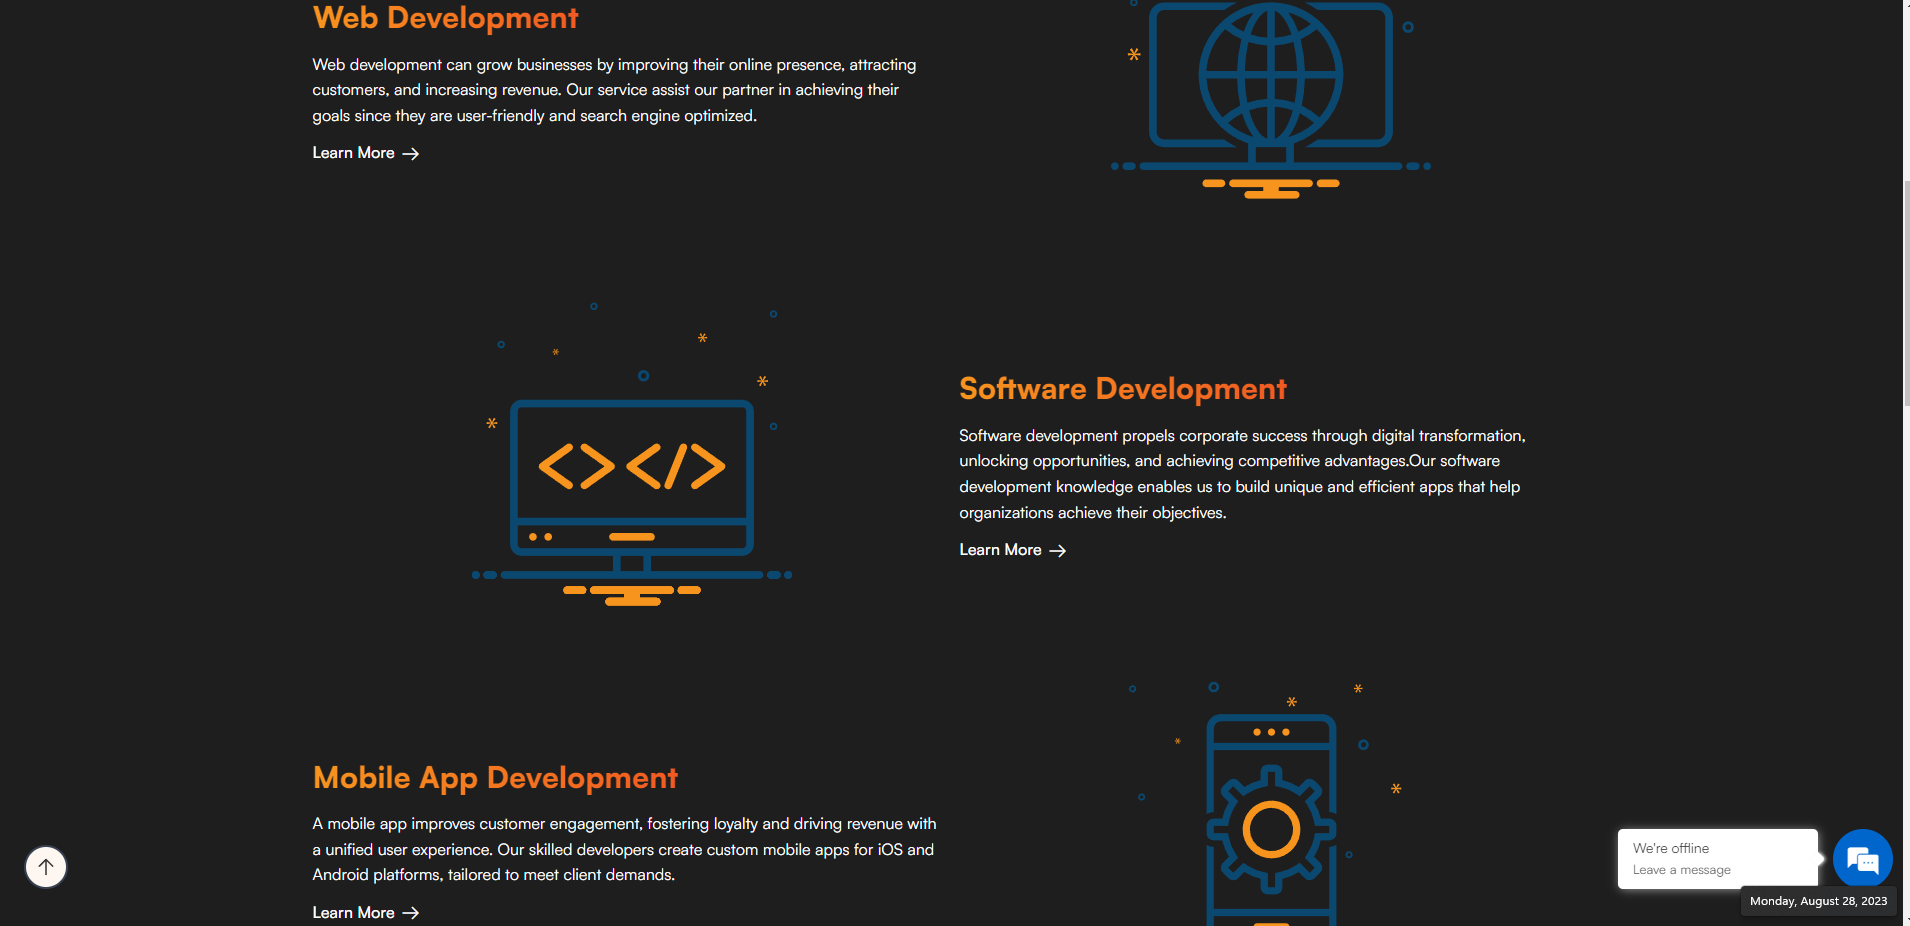 Web Development
Web development can grow businesses by improving their online presence, attracting
customers, and increasing revenue. Our service assist our partner in achieving their
goals since they are user-friendly and search engine optimized.
Learn More →
<> </>
Software Development
Software development propels corporate success through digital transformation,
unlocking opportunities, and achieving competitive advantages.Our software
development knowledge enables us to build unique and efficient apps that help
organizations achieve their objectives.
Learn More →
Mobile App Development
A mobile app improves customer engagement, fostering loyalty and driving revenue with
a unified user experience. Our skilled developers create custom mobile apps for iOS and
Android platforms, tailored to meet client demands.
Learn More →
We're offline
Leave a message
Monday, August 28, 2023